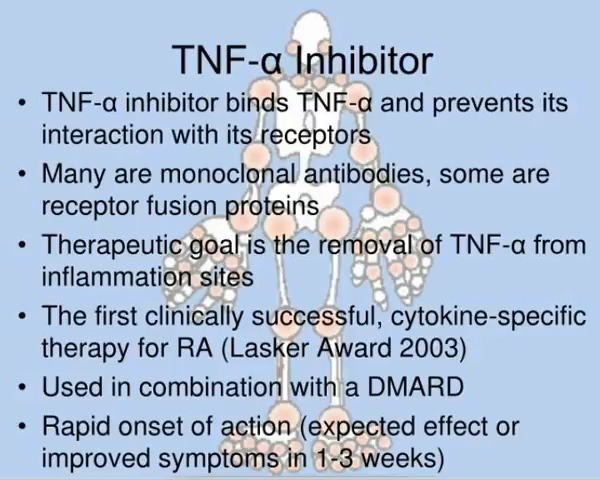 TNF-α Inhibitor
• TNF-α inhibitor binds TNF-α and prevents its
interaction with its receptors
• Many are monoclonal antibodies, some are
receptor fusion proteins
• Therapeutic goal is the removal of TNF-α from
inflammation sites
• The first clinically successful, cytokine-specific
therapy for RA (Lasker Award 2003)
• Used in combination with a DMARD
• Rapid onset of action (expected effect or
improved symptoms in 1-3 weeks)